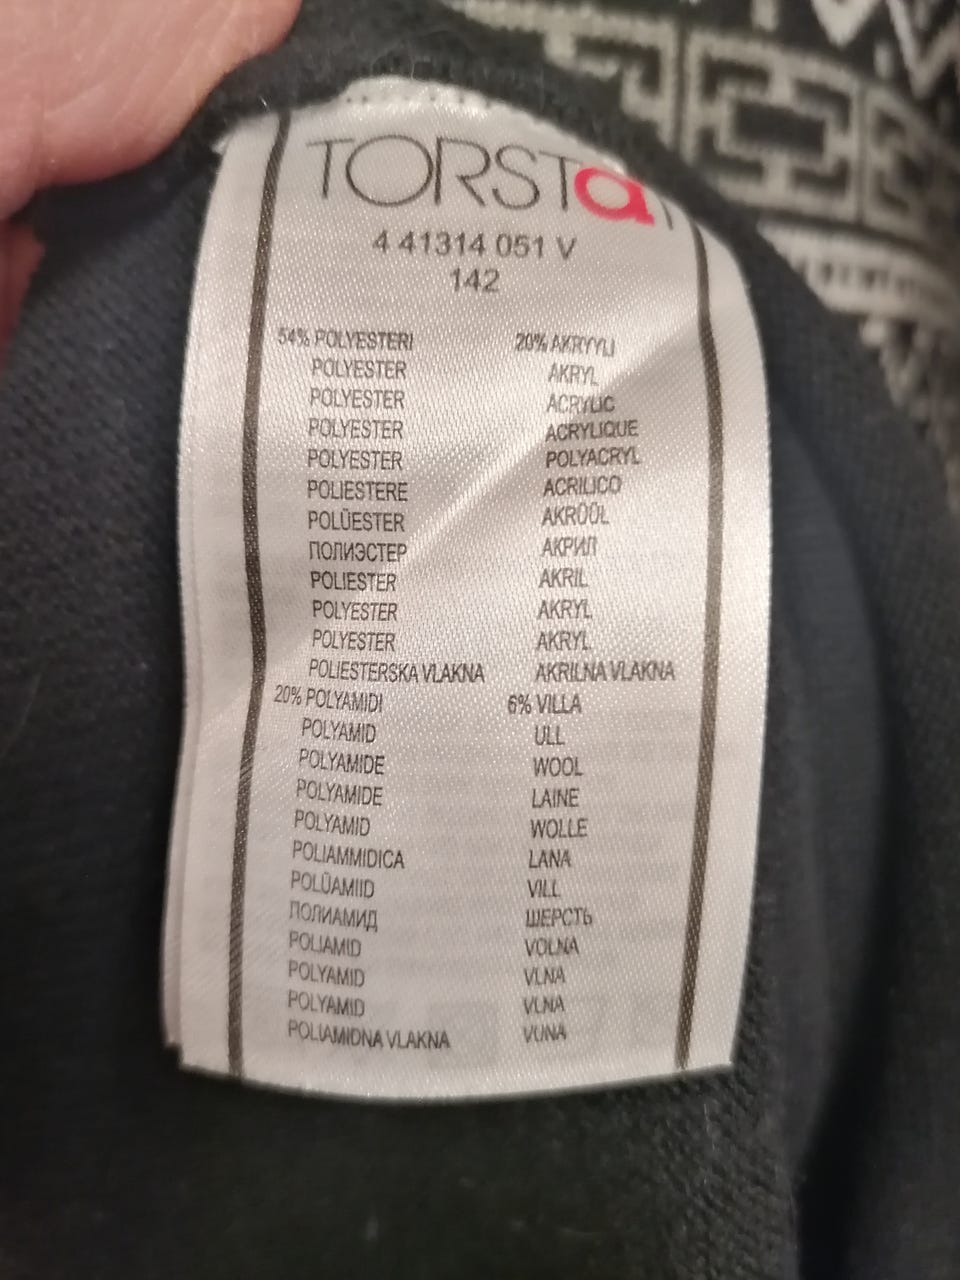 TORSTAI
4 41314 051 V
142
54% POLYESTERI
POLYESTER
POLYESTER
POLYESTER
POLYESTER
POLIESTERE
POLÜESTER
ПОЛИЭСТЕР
POLIESTER
POLYESTER
POLYESTER
POLIESTERSKA VLAKNA
20% POLYAMIDI
POLYAMID
POLYAMIDE
POLYAMIDE
POLYAMID
POLIAMMIDICA
POLÜAMIID
ПОЛИАМИД
POLIAMID
POLYAMID
POLYAMID
POLIAMIDNA VLAKNA
20% AKRYYLI
AKRYL
ACRYLIC
ACRYLIQUE
POLYACRYL
ACRILICO
AKRÜÜL
АКРИЛ
AKRIL
AKRYL
AKRYL
AKRILNA VLAKNA
6% VILLA
ULL
WOOL
LAINE
WOLLE
LANA
VILL
ШЕРСТЬ
VOLNA
VLNA
VLNA
VUNA